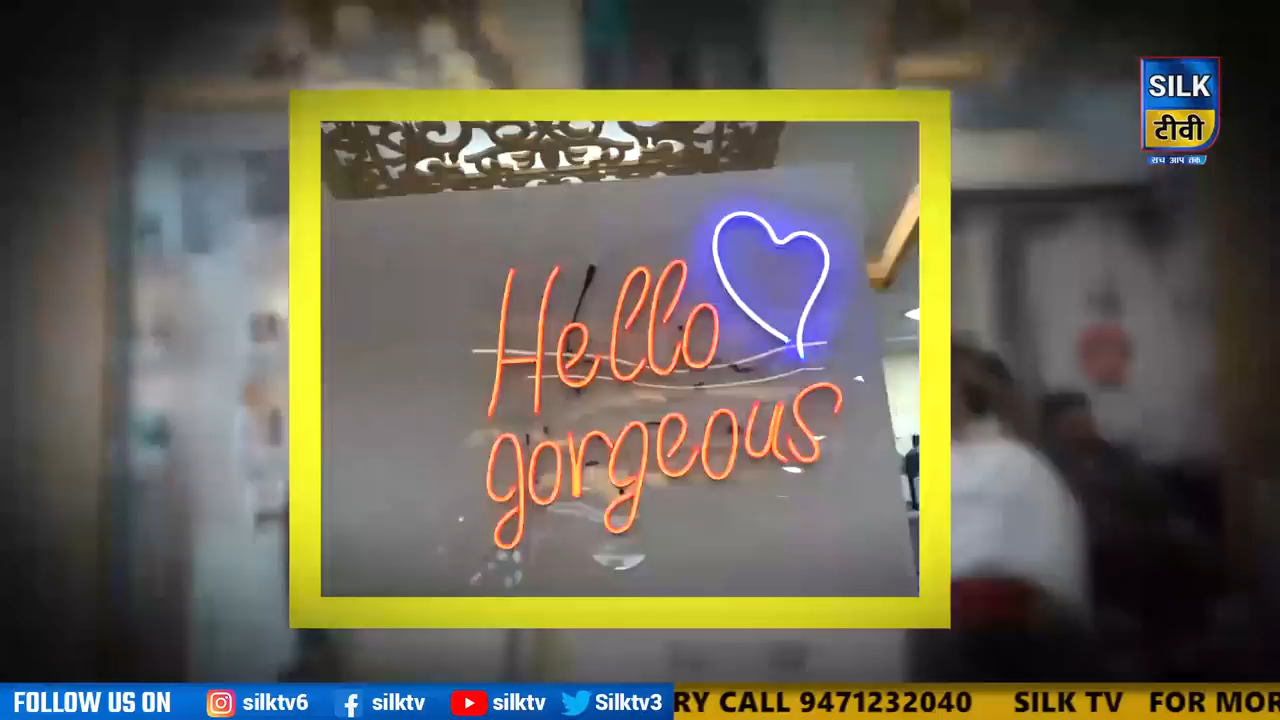 SILK
टीवी
सच आप तक
Hello
gorgeous
FOLLOW US ON silktv6 silktv silktv Silktv3 RY CALL 9471232040 SILK TV FOR MOR